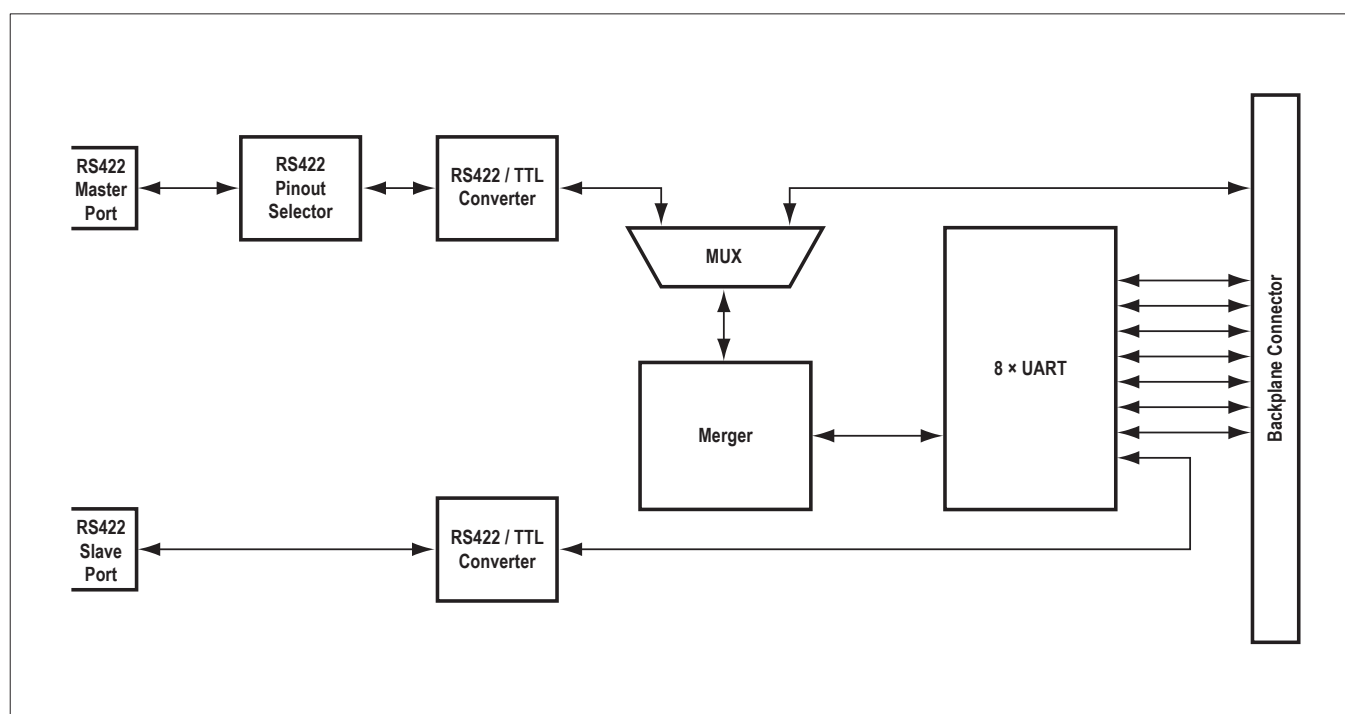 RS422
Master
Port
RS422
Pinout
Selector
RS422 / TTL
Converter
MUX
Merger
8 × UART
Backplane Connector
RS422
Slave
Port
RS422 / TTL
Converter